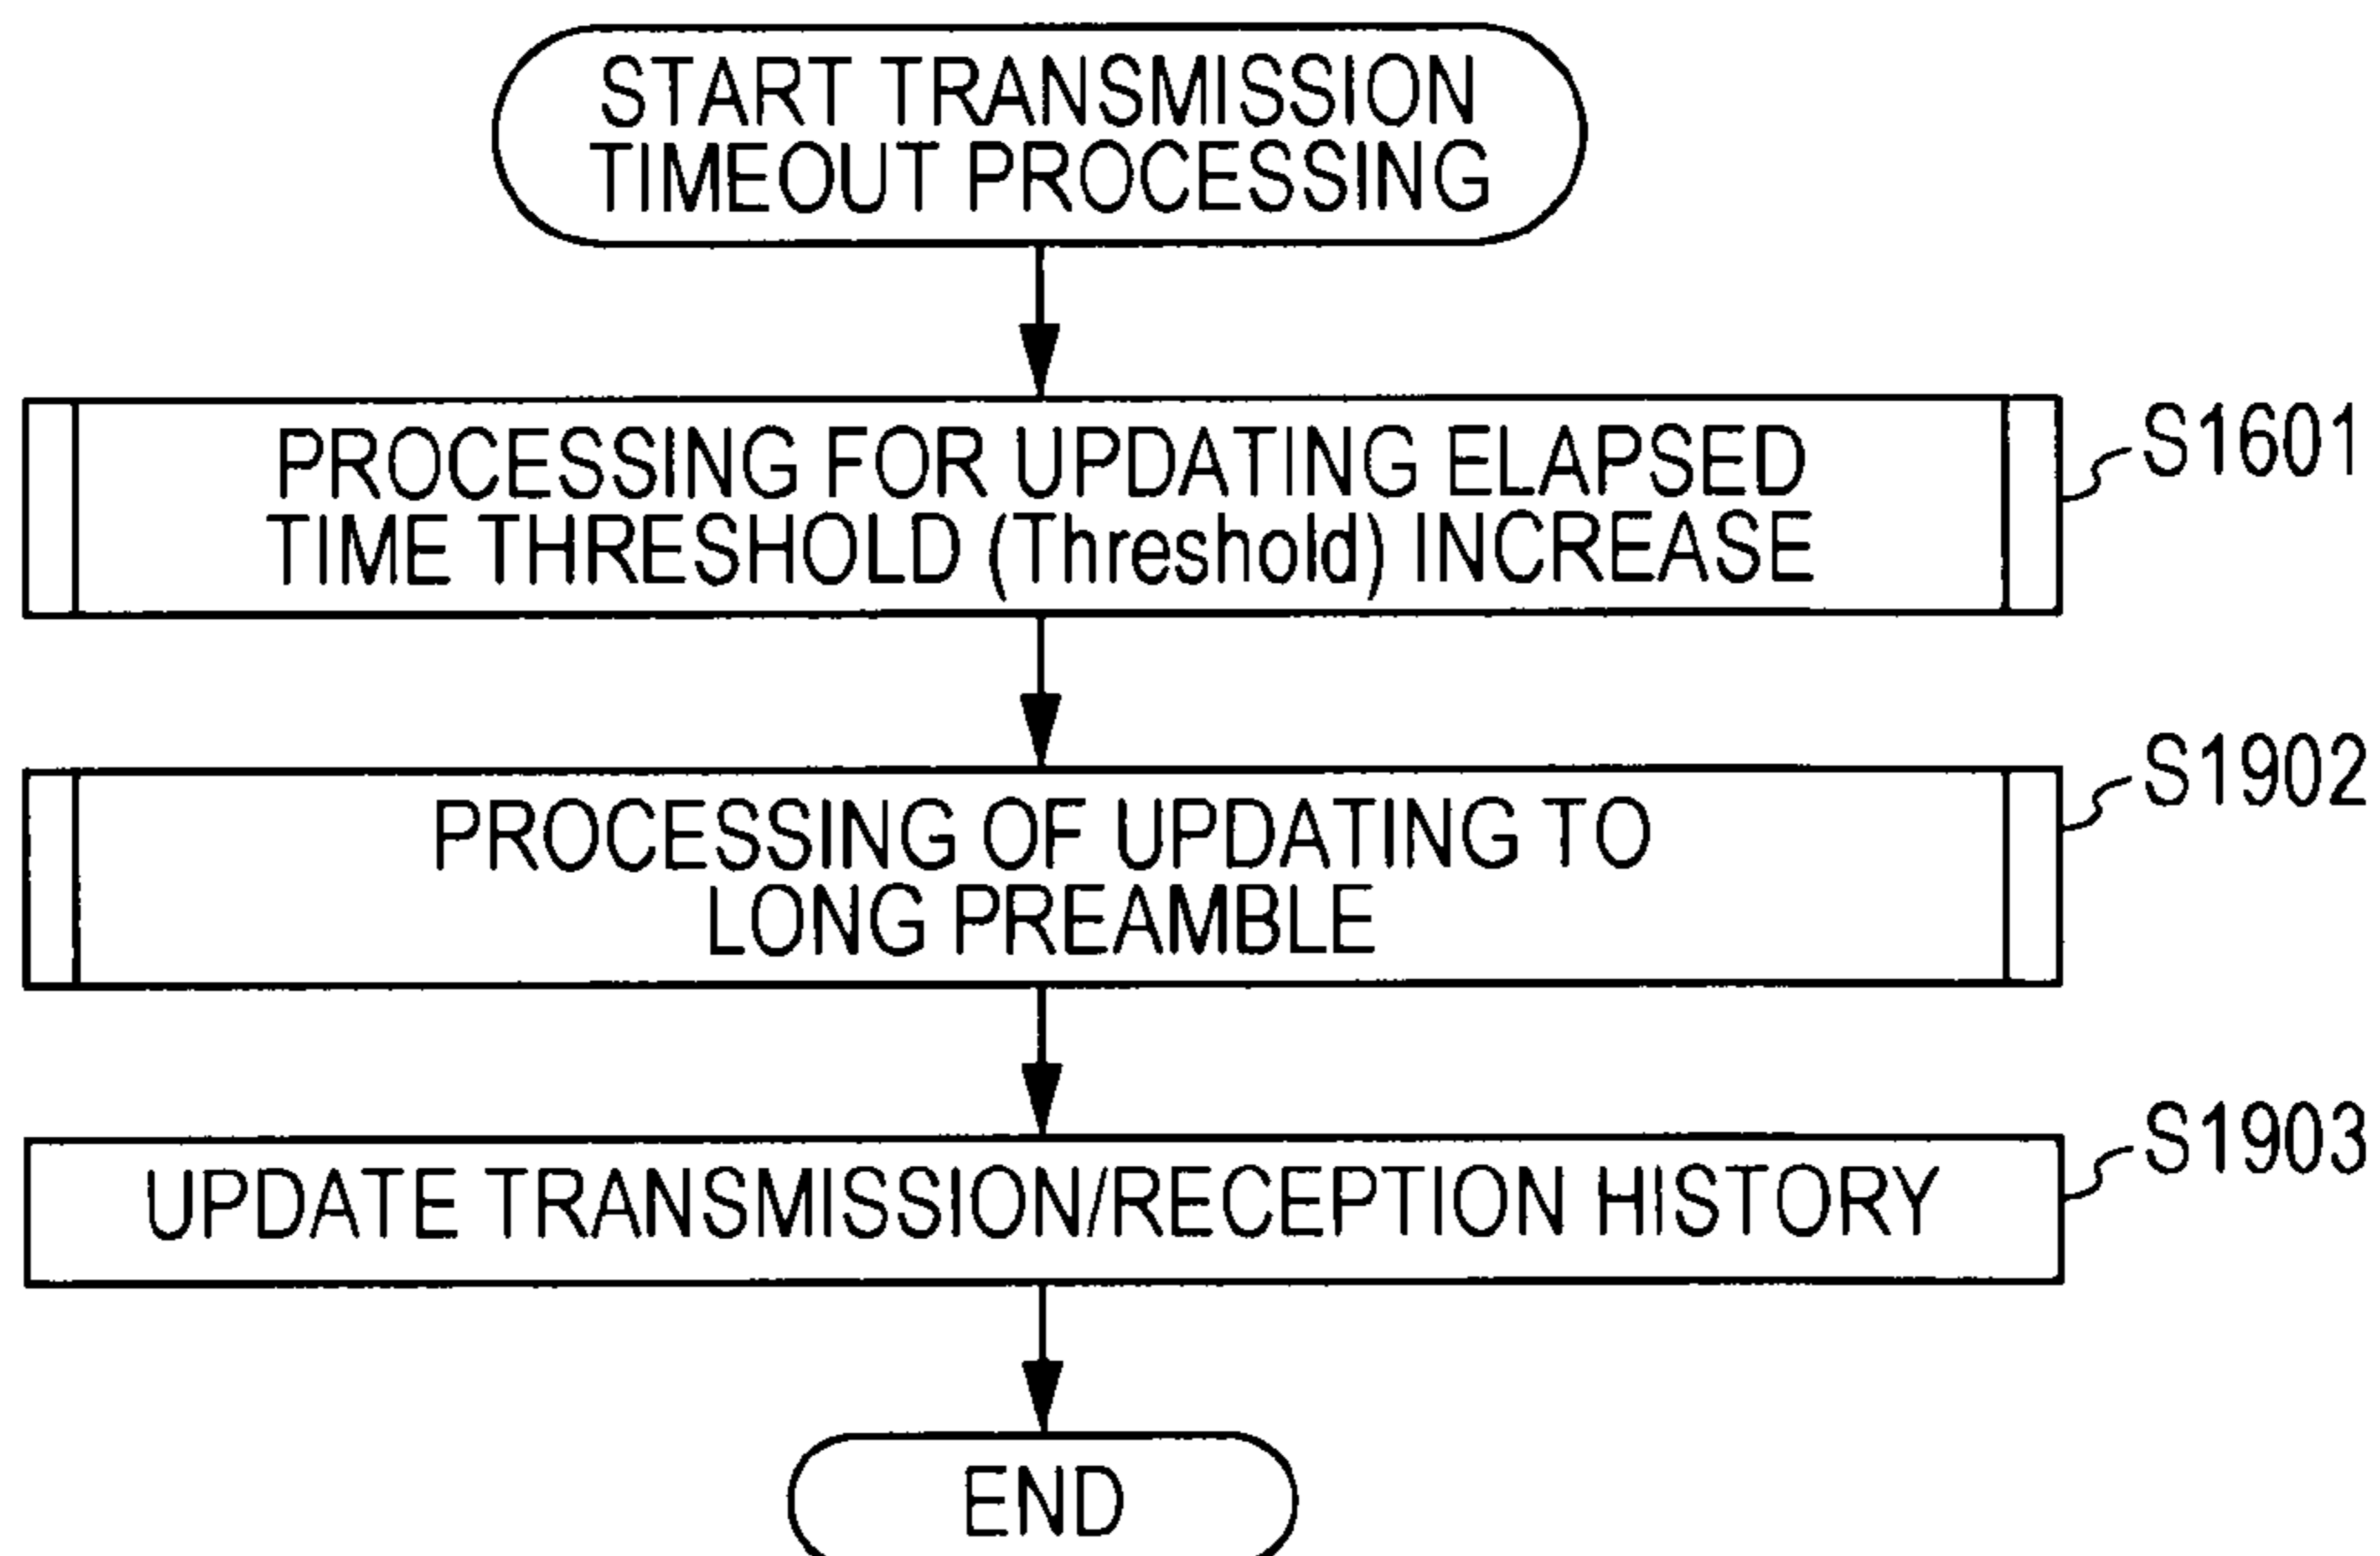 START TRANSMISSION
TIMEOUT PROCESSING
PROCESSING FOR UPDATING ELAPSED
TIME THRESHOLD (Threshold) INCREASE
S1601
PROCESSING OF UPDATING TO
LONG PREAMBLE
S1902
UPDATE TRANSMISSION/RECEPTION HISTORY
S1903
END